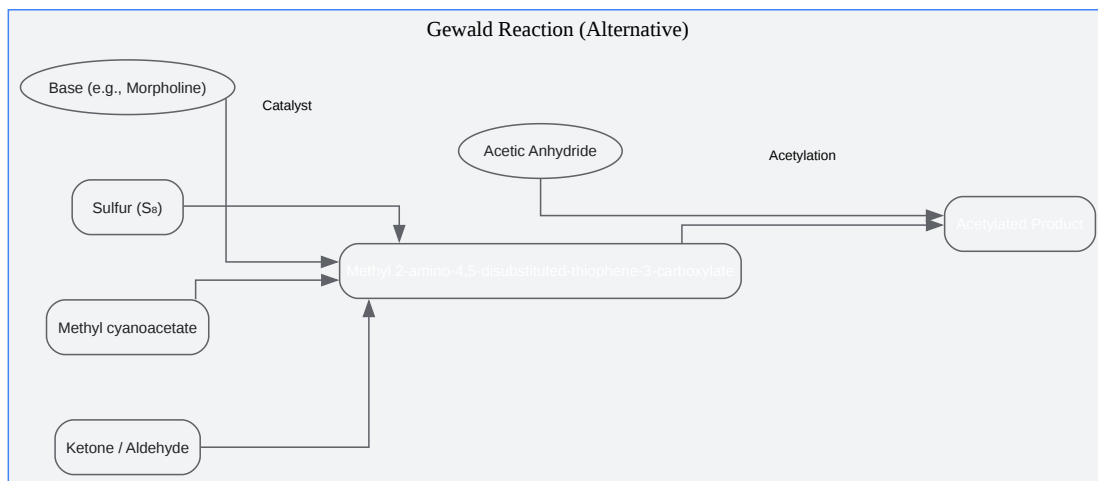 Gewald Reaction (Alternative)
Base (e.g., Morpholine)
Catalyst
Acetic Anhydride
Acetylation
Sulfur (S₈)
Acetylated Product
Methyl 2-amino-4,5-disubstituted-thiophene-3-carboxylate
Methyl cyanoacetate
Ketone / Aldehyde